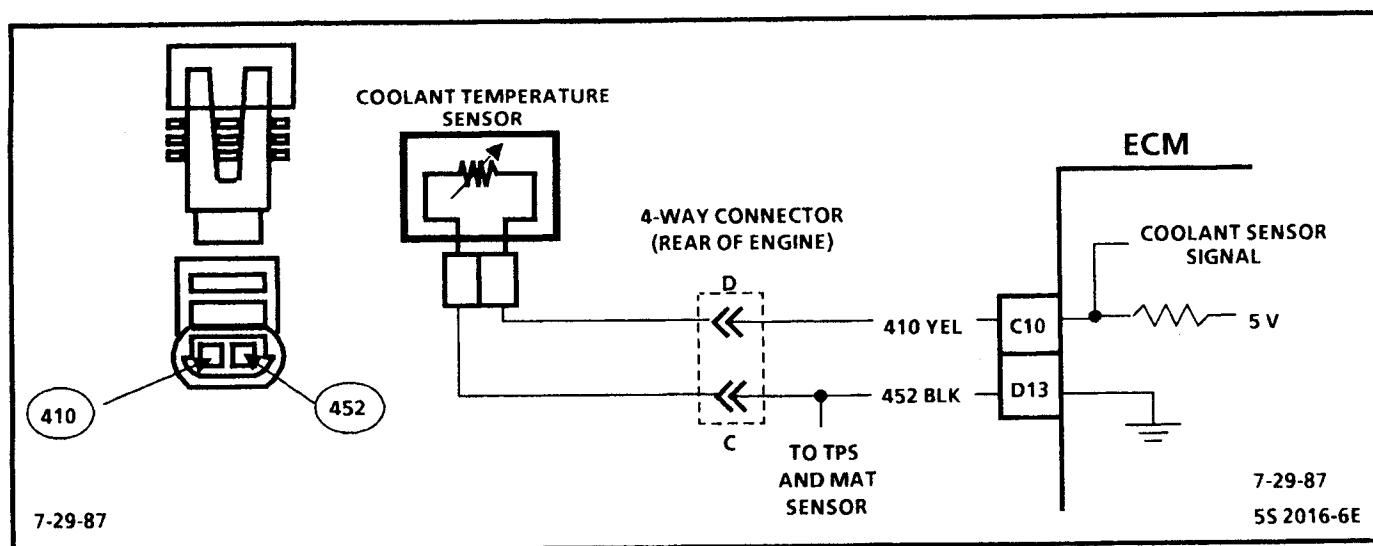 COOLANT TEMPERATURE
SENSOR
ECM
4-WAY CONNECTOR
(REAR OF ENGINE)
COOLANT SENSOR
SIGNAL
D
410 YEL
C10
5 V
410
452
452 BLK
D13
C
TO TPS
AND MAT
SENSOR
7-29-87
7-29-87
5S 2016-6E